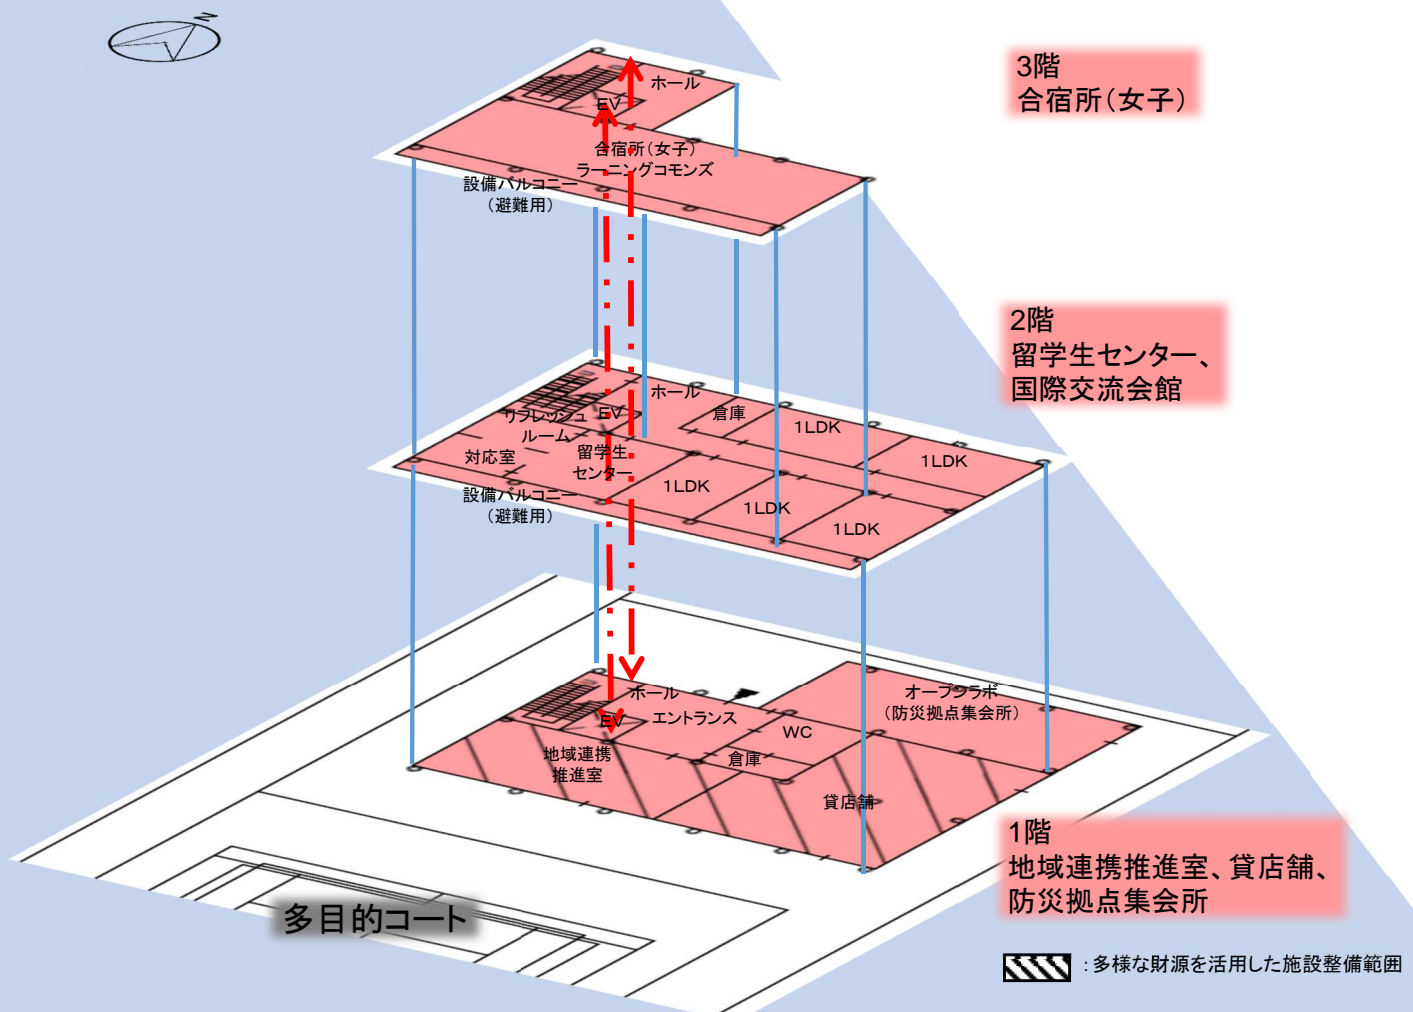 N
3階
合宿所（女子）
ホール
EV
合宿所（女子）
ラーニングコモンズ
設備バルコニー
（避難用）
2階
留学生センター、
国際交流会館
ホール
EV
リフレッシュ
ルーム
倉庫
1LDK
1LDK
対応室
留学生
センター
1LDK
1LDK
1LDK
設備バルコニー
（避難用）
ホール
エントランス
EV
オープンラボ
（防災拠点集会所）
WC
倉庫
地域連携
推進室
貸店舗
1階
地域連携推進室、貸店舗、
防災拠点集会所
多目的コート
：多様な財源を活用した施設整備範囲